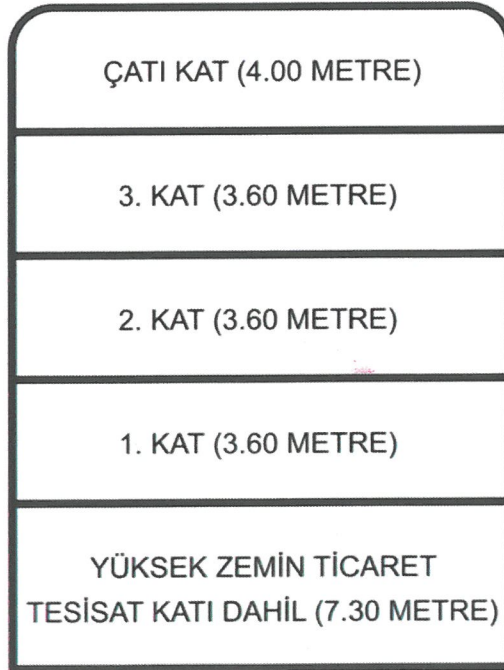 ÇATI KAT (4.00 METRE)
3. KAT (3.60 METRE)
2. KAT (3.60 METRE)
1. KAT (3.60 METRE)
YÜKSEK ZEMİN TİCARET
TESİSAT KATI DAHİL (7.30 METRE)